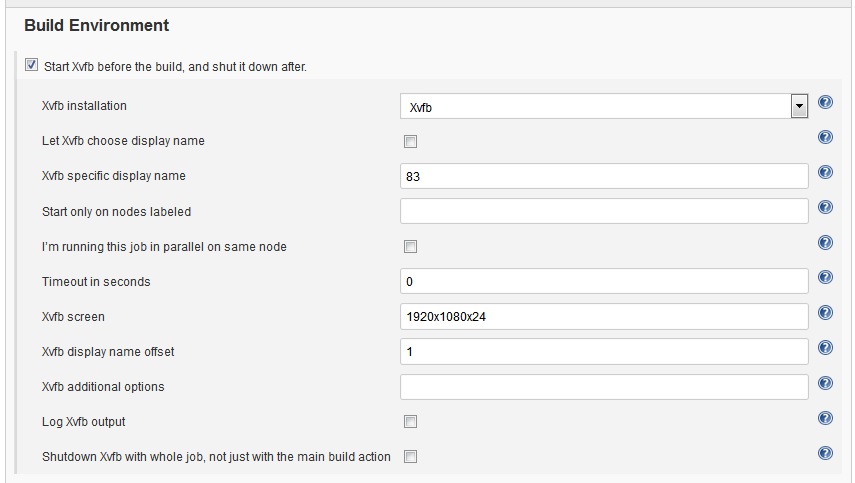 Build Environment
Start Xvfb before the build, and shut it down after.
Xvfb installation Xvfb
Let Xvfb choose display name
Xvfb specific display name 83
Start only on nodes labeled
I'm running this job in parallel on same node
Timeout in seconds 0
Xvfb screen 1920x1080x24
Xvfb display name offset 1
Xvfb additional options
Log Xvfb output
Shutdown Xvfb with whole job, not just with the main build action